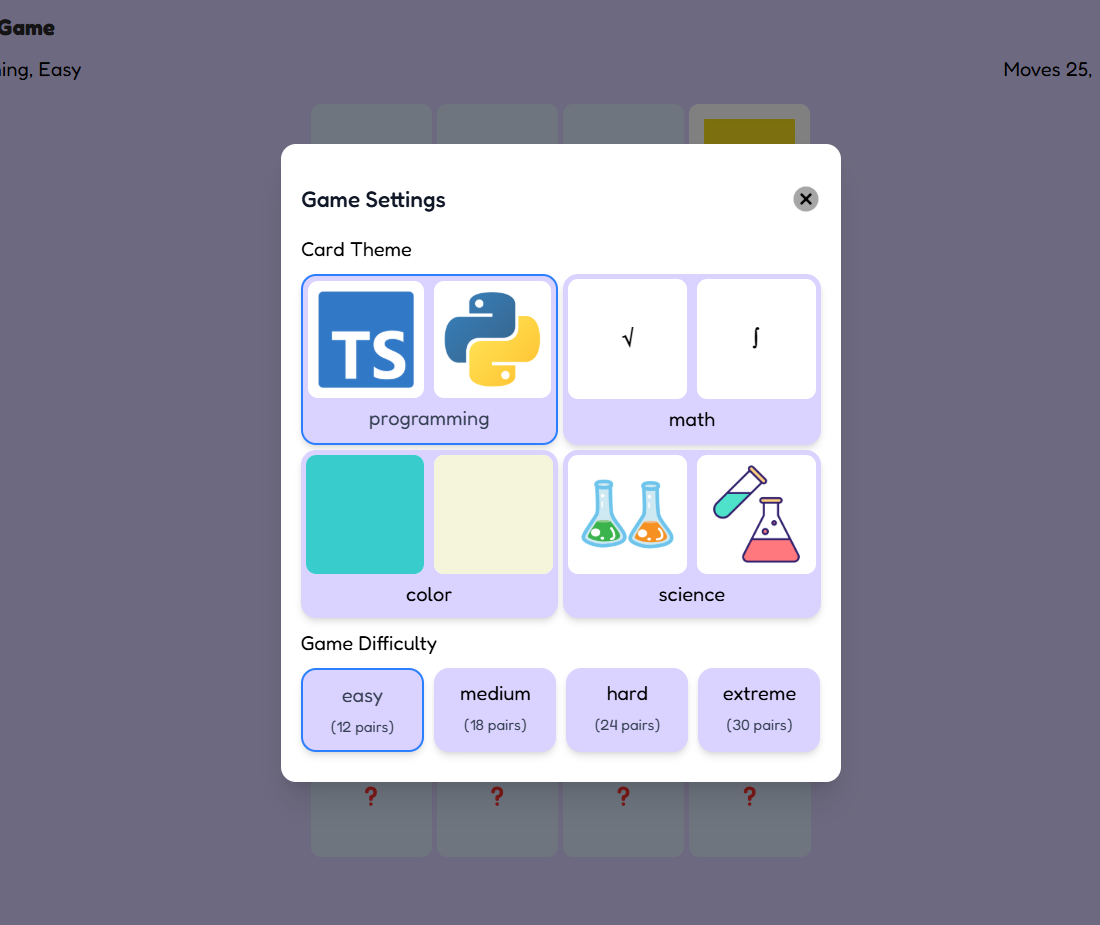 Game
ing, Easy
Moves 25,
Game Settings
Card Theme
TS
√
∫
programming
math
color
science
Game Difficulty
easy
medium
hard
extreme
(12 pairs)
(18 pairs)
(24 pairs)
(30 pairs)
?
?
?
?